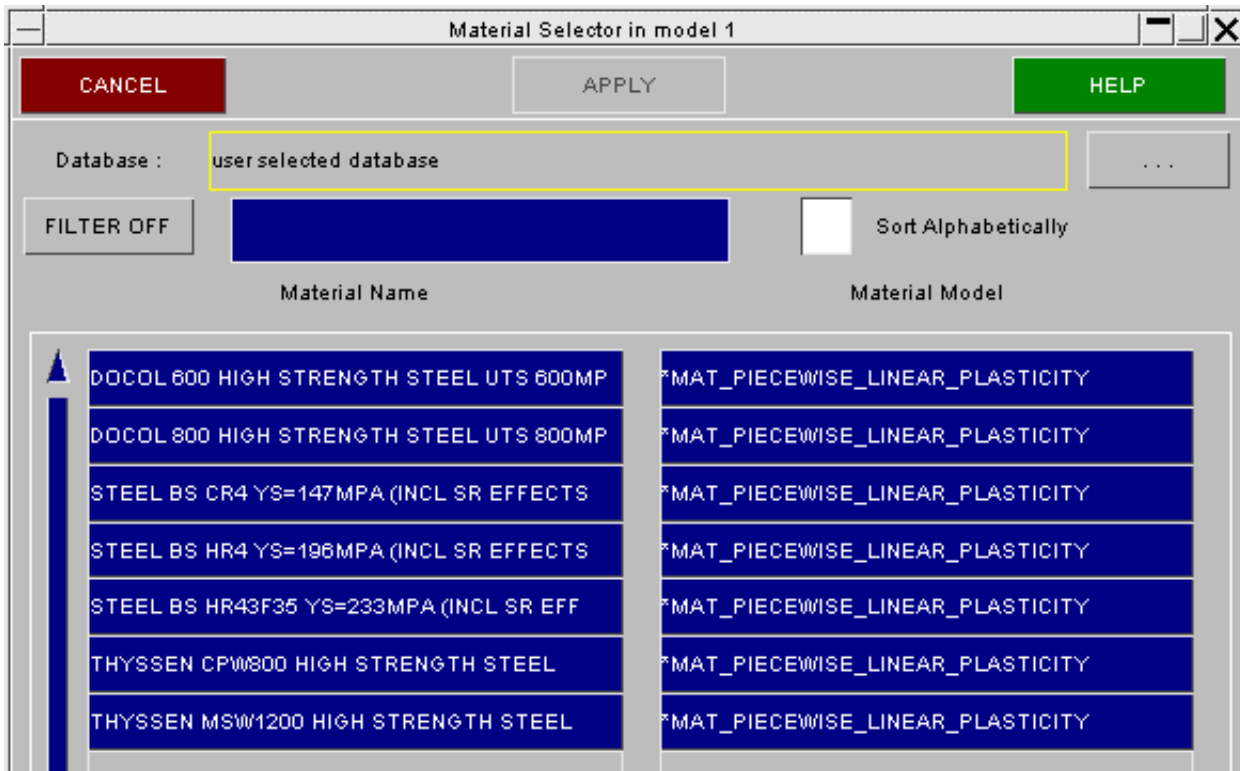 Material Selector in model 1
CANCEL APPLY HELP
Database : user selected database ...
FILTER OFF Sort Alphabetically
Material Name Material Model
DOCOL 600 HIGH STRENGTH STEEL UTS 600MP *MAT_PIECEWISE_LINEAR_PLASTICITY
DOCOL 800 HIGH STRENGTH STEEL UTS 800MP *MAT_PIECEWISE_LINEAR_PLASTICITY
STEEL BS CR4 YS=147MPA (INCL SR EFFECTS *MAT_PIECEWISE_LINEAR_PLASTICITY
STEEL BS HR4 YS=196MPA (INCL SR EFFECTS *MAT_PIECEWISE_LINEAR_PLASTICITY
STEEL BS HR43F35 YS=233MPA (INCL SR EFF *MAT_PIECEWISE_LINEAR_PLASTICITY
THYSSEN CPW800 HIGH STRENGTH STEEL *MAT_PIECEWISE_LINEAR_PLASTICITY
THYSSEN MSW1200 HIGH STRENGTH STEEL *MAT_PIECEWISE_LINEAR_PLASTICITY